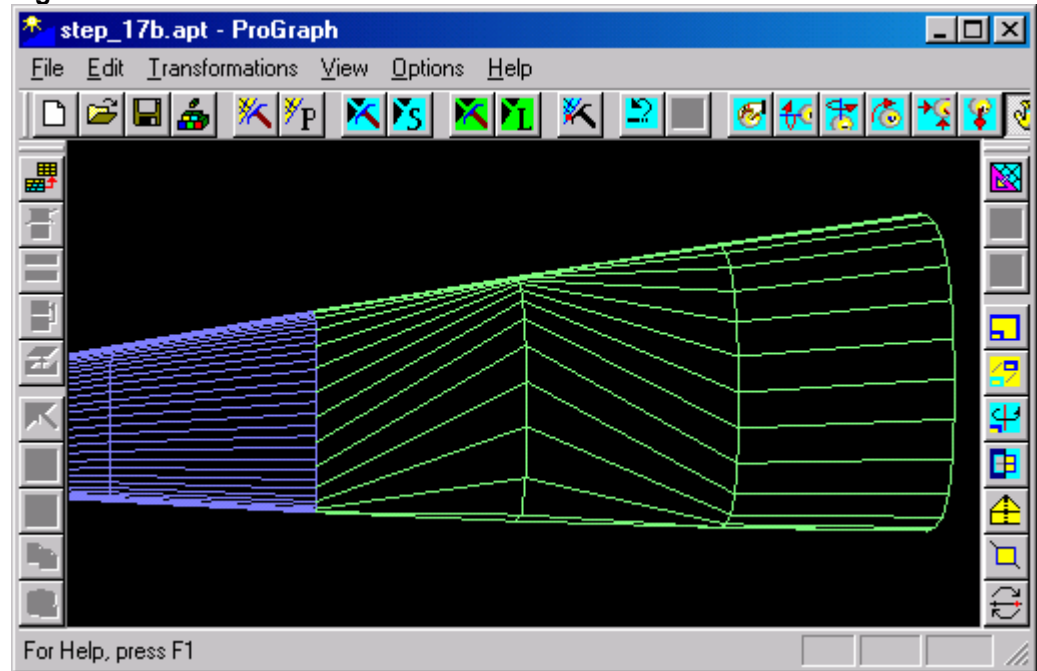 step_17b.apt - ProGraph
File Edit Transformations View Options Help
P S L
For Help, press F1